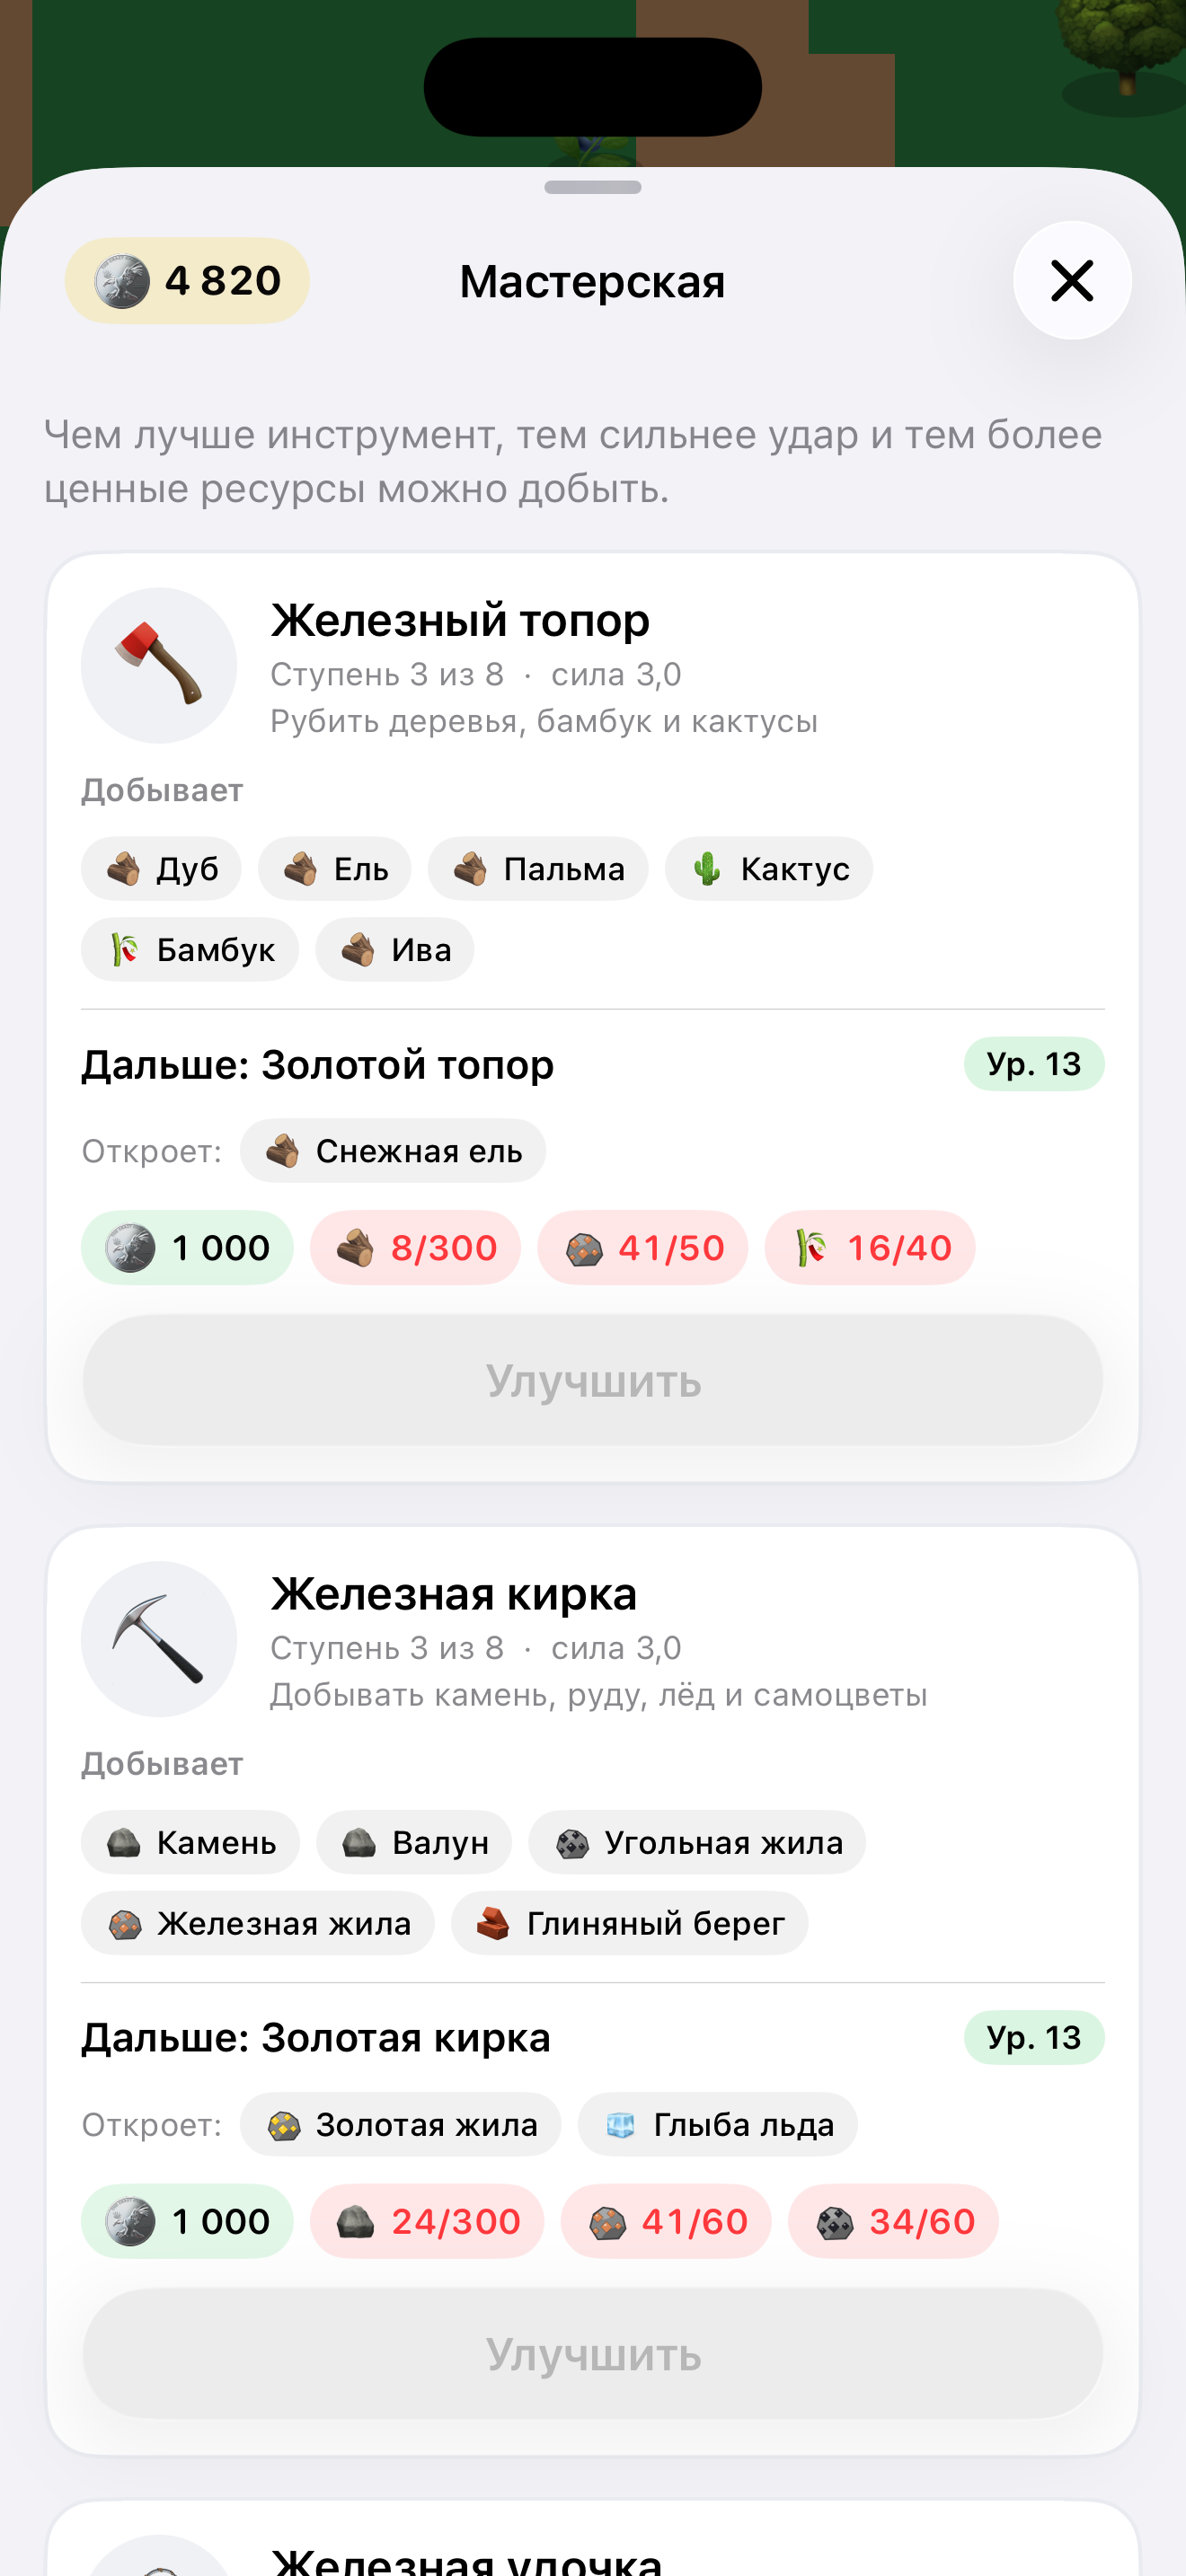 4 820
Мастерская
Чем лучше инструмент, тем сильнее удар и тем более
ценные ресурсы можно добыть.
Железный топор
Ступень 3 из 8 · сила 3,0
Рубить деревья, бамбук и кактусы
Добывает
Дуб Ель Пальма Кактус
Бамбук Ива
Дальше: Золотой топор Ур. 13
Откроет: Снежная ель
1 000 8/300 41/50 16/40
Улучшить
Железная кирка
Ступень 3 из 8 · сила 3,0
Добывать камень, руду, лёд и самоцветы
Добывает
Камень Валун Угольная жила
Железная жила Глиняный берег
Дальше: Золотая кирка Ур. 13
Откроет: Золотая жила Глыба льда
1 000 24/300 41/60 34/60
Улучшить
Железная удочка